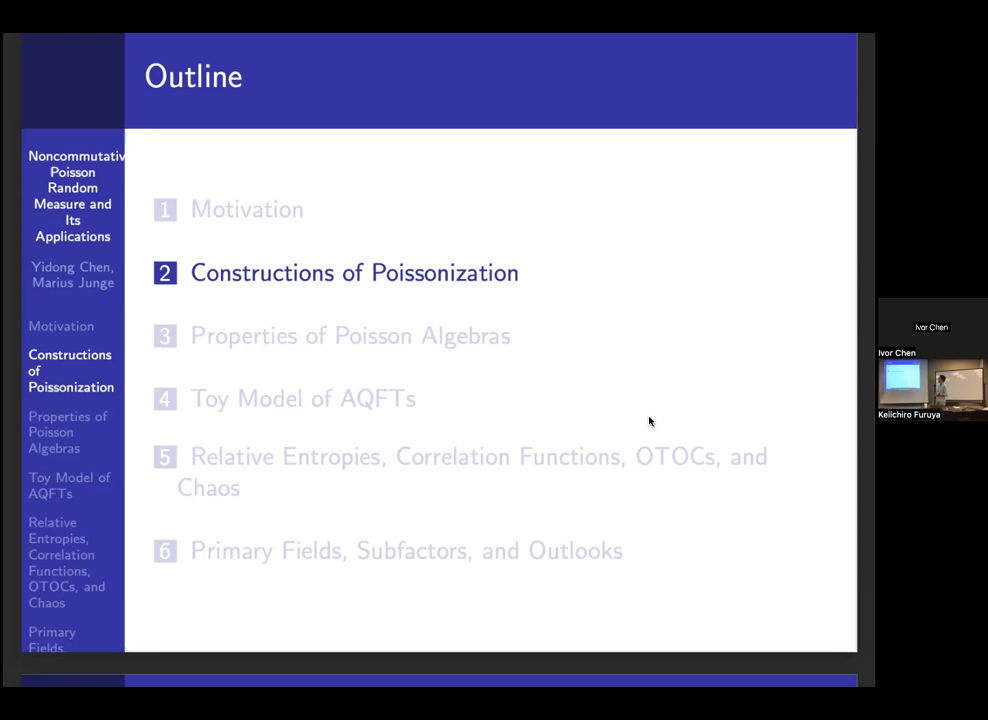 Outline
Noncommutativ
Poisson
Random
Measure and
Its
Applications
Yidong Chen,
Marius Junge
Motivation
Constructions
of
Poissonization
Properties of
Poisson
Algebras
Toy Model of
AQFTs
Relative
Entropies,
Correlation
Functions,
OTOCs, and
Chaos
Primary
Fields,
1 Motivation
2 Constructions of Poissonization
3 Properties of Poisson Algebras
4 Toy Model of AQFTs
5 Relative Entropies, Correlation Functions, OTOCs, and
Chaos
6 Primary Fields, Subfactors, and Outlooks
Ivor Chen
Ivor Chen
Keiichiro Furuya